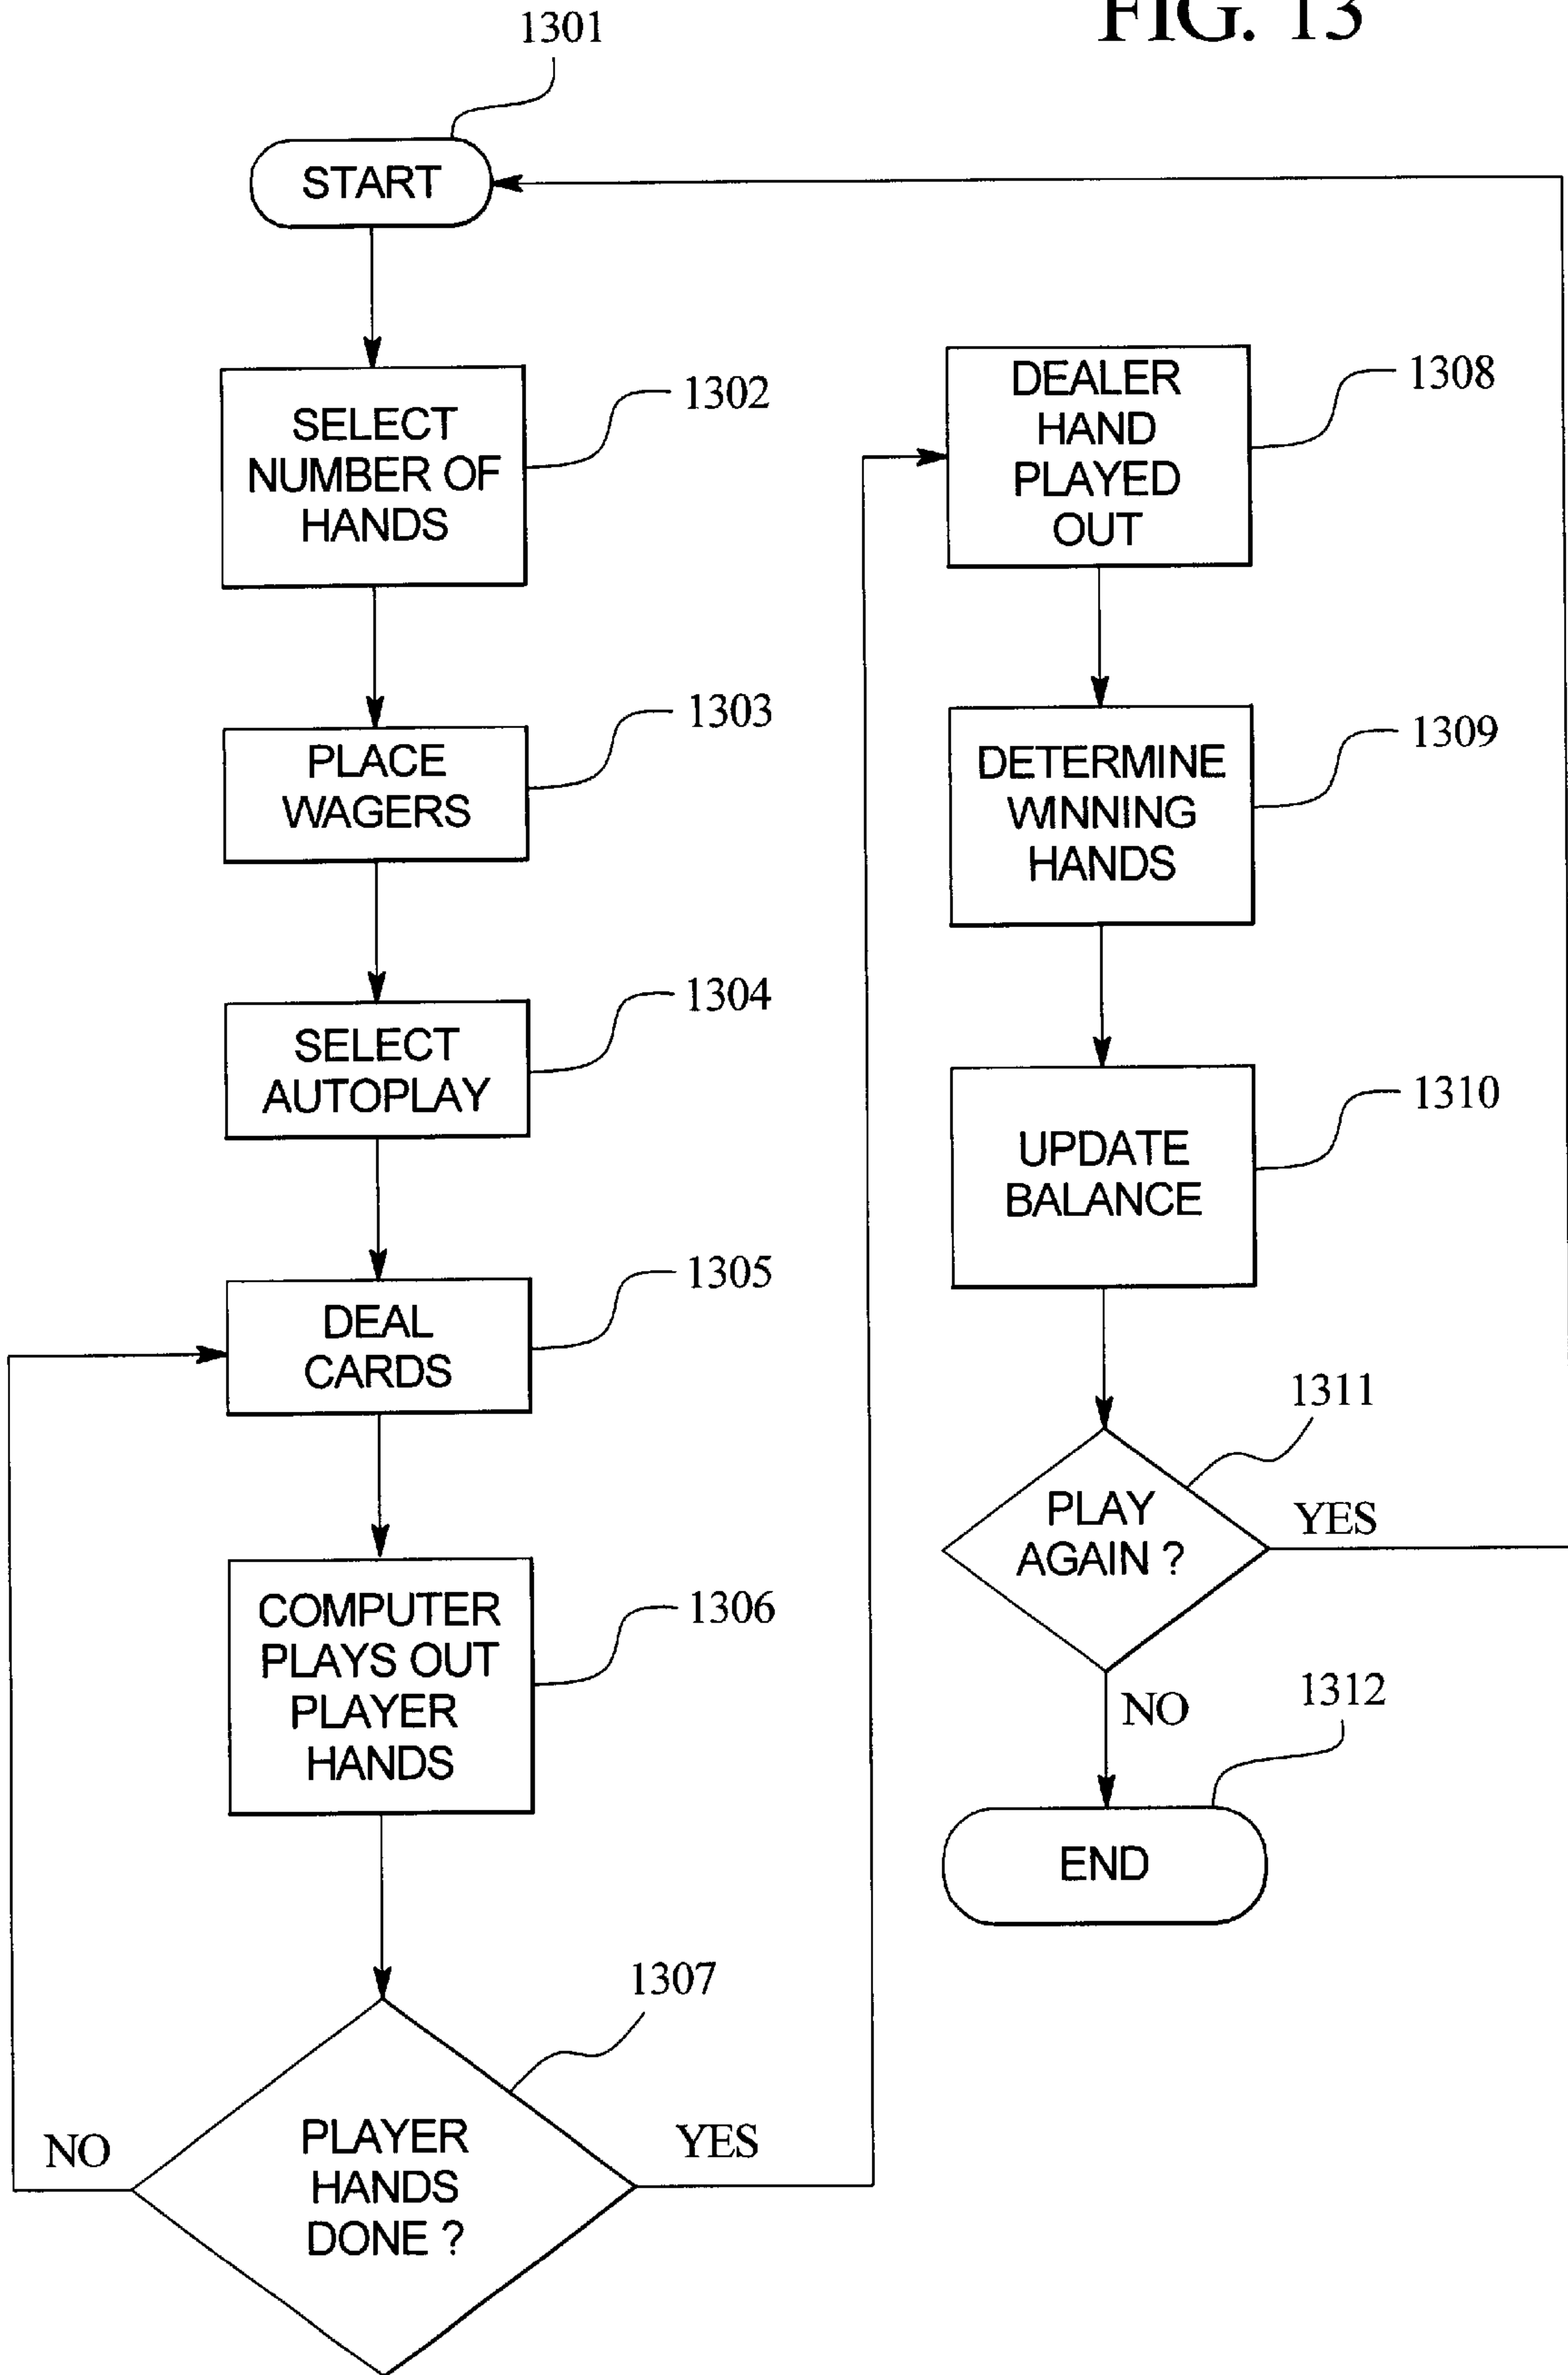 FIG. 13
1301
START
1302
SELECT
NUMBER OF
HANDS
1303
PLACE
WAGERS
1304
SELECT
AUTOPLAY
1305
DEAL
CARDS
1306
COMPUTER
PLAYS OUT
PLAYER
HANDS
1307
PLAYER
HANDS
DONE ?
NO
YES
1308
DEALER
HAND
PLAYED
OUT
1309
DETERMINE
WINNING
HANDS
1310
UPDATE
BALANCE
1311
PLAY
AGAIN ?
YES
NO
1312
END